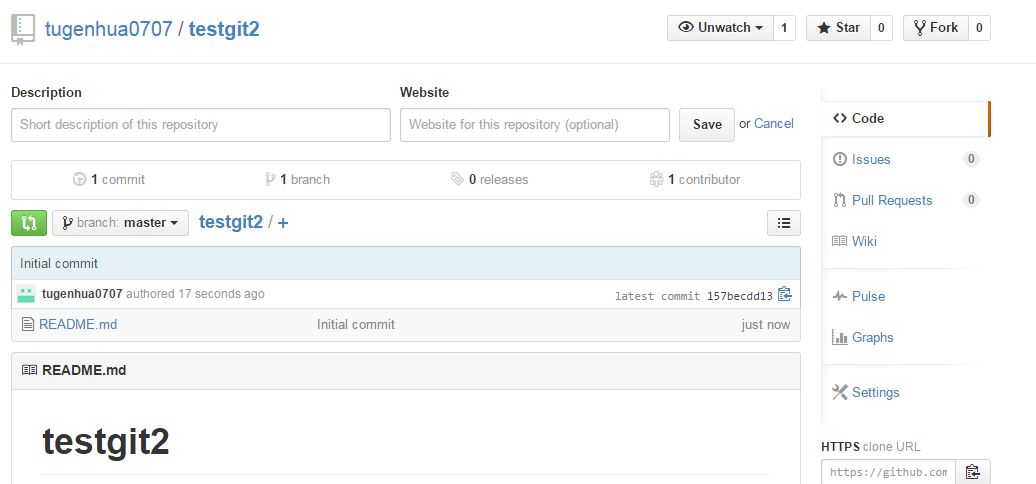 tugenhua0707 / testgit2
Unwatch 1 Star 0 Fork 0
Description
Website
Short description of this repository
Website for this repository (optional)
Save or Cancel
1 commit 1 branch 0 releases 1 contributor
branch: master testgit2 / +
Initial commit
tugenhua0707 authored 17 seconds ago
latest commit 157becdd13
README.md Initial commit just now
README.md
testgit2
Code
Issues 0
Pull Requests 0
Wiki
Pulse
Graphs
Settings
HTTPS clone URL
https://github.com